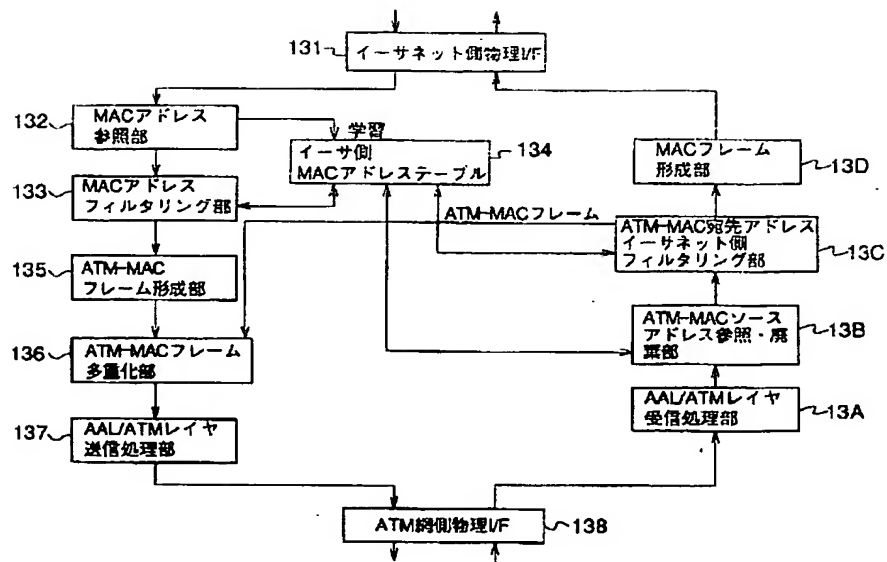 131
イーサネット側物理I/F
132
MACアドレス
参照部
学習
イーサ側
MACアドレステーブル
134
MACフレーム
形成部
13D
133
MACアドレス
フィルタリング部
ATM-MACフレーム
ATM-MAC宛先アドレス
イーサネット側
フィルタリング部
13C
135
ATM-MAC
フレーム形成部
136
ATM-MACフレーム
多重化部
ATM-MACソース
アドレス参照・廃
棄部
13B
137
AAL/ATMレイヤ
送信処理部
AAL/ATMレイヤ
受信処理部
13A
ATM網側物理I/F
138